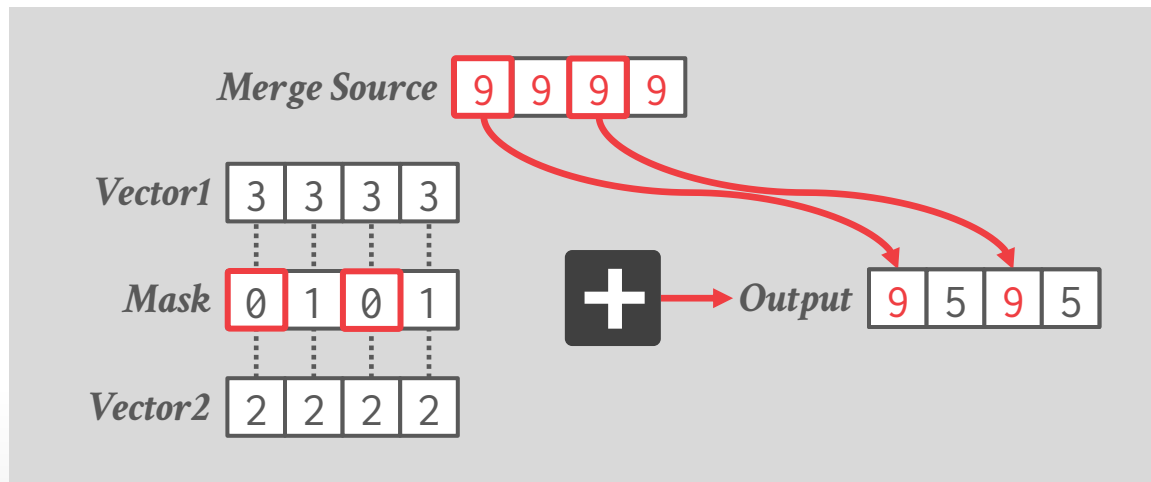 Merge Source 9 9 9 9
Vector1 3 3 3 3
Mask 0 1 0 1
+ Output 9 5 9 5
Vector2 2 2 2 2